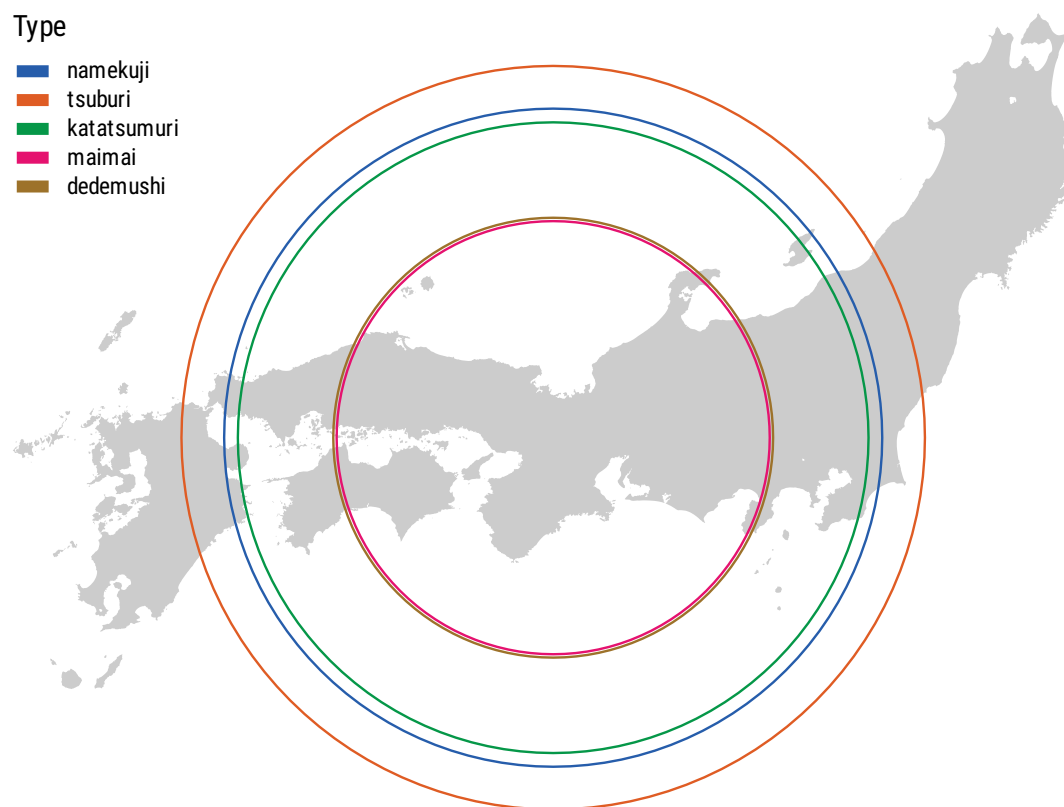 Type
namekuji
tsuburi
katatsumuri
maimai
dedemushi